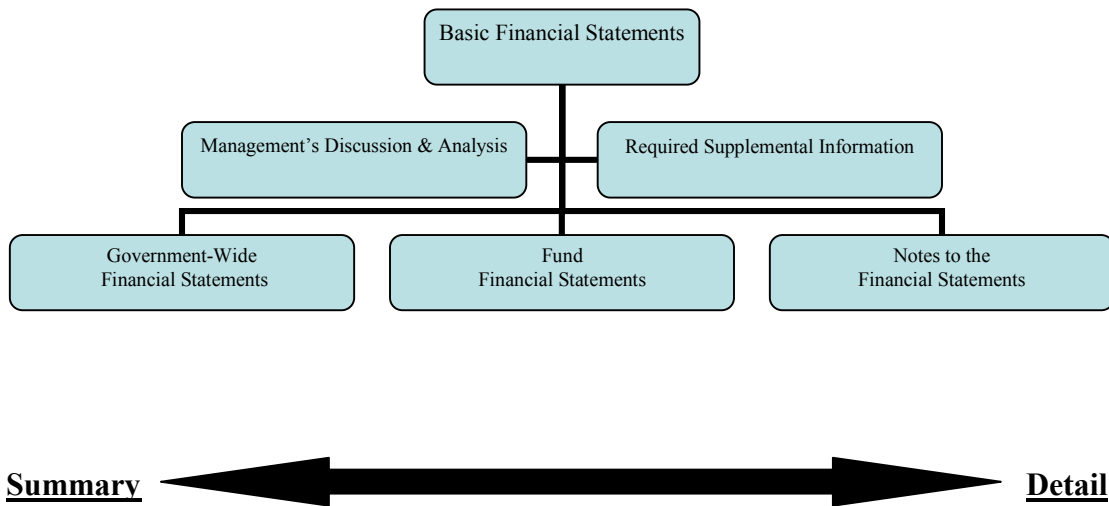 Basic Financial Statements
Management’s Discussion & Analysis
Required Supplemental Information
Government-Wide
Financial Statements
Fund
Financial Statements
Notes to the
Financial Statements
Summary
Detail